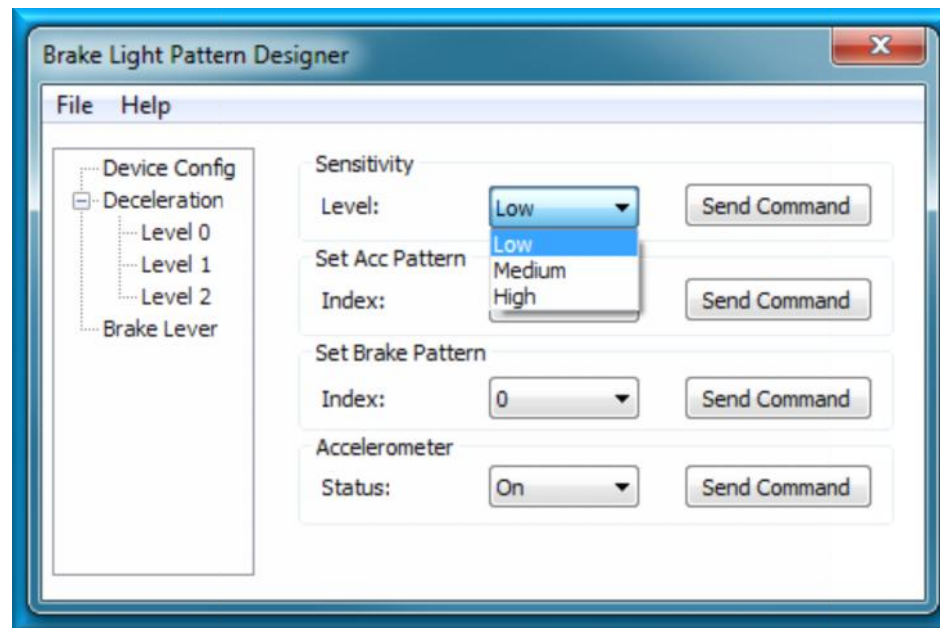 Brake Light Pattern Designer
File Help
Device Config
Deceleration
Level 0
Level 1
Level 2
Brake Lever
Sensitivity
Level: Low Send Command
Low
Medium
High
Set Acc Pattern
Index: Send Command
Set Brake Pattern
Index: 0 Send Command
Accelerometer
Status: On Send Command